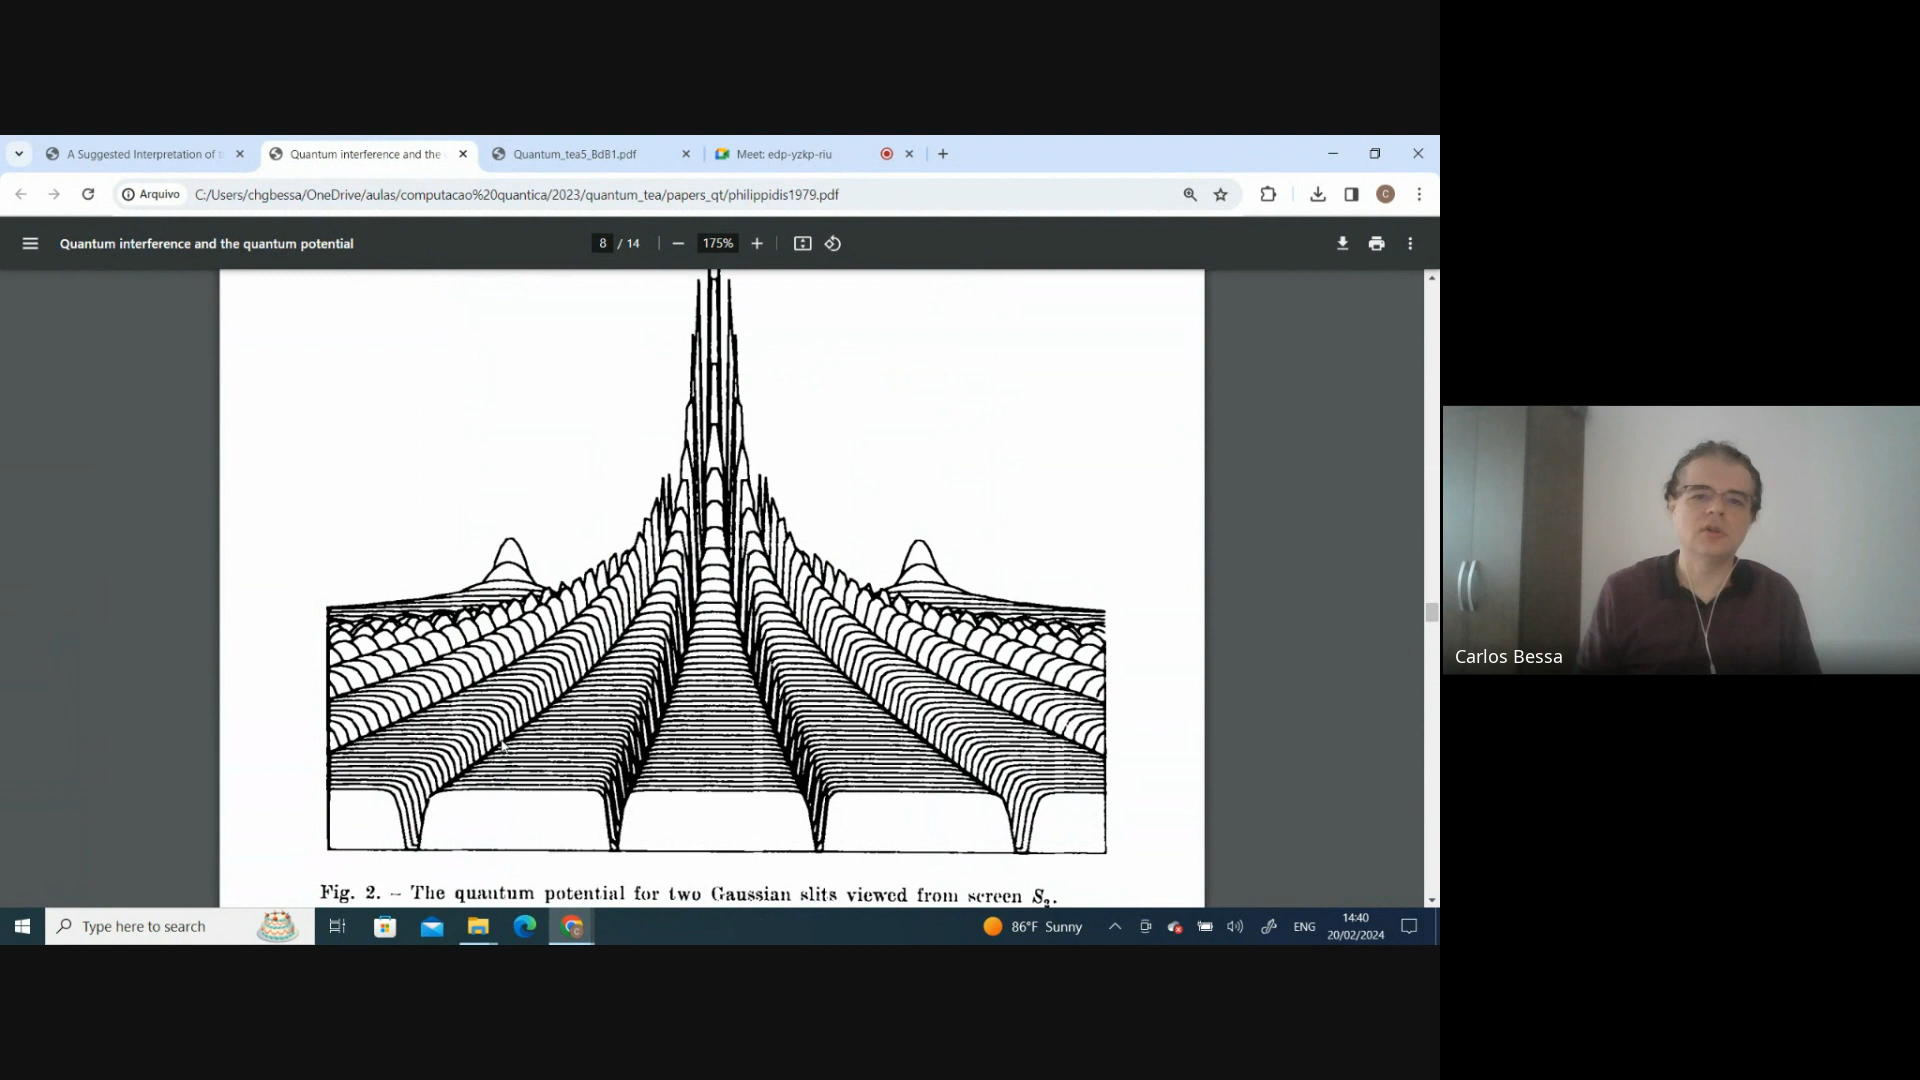 A Suggested Interpretation of t
Quantum interference and the
Quantum_tea5_BdB1.pdf
Meet: edp-yzkp-riu
Arquivo
C:/Users/chgbessa/OneDrive/aulas/computacao%20quantica/2023/quantum_tea/papers_qt/philippidis1979.pdf
C
Quantum interference and the quantum potential
8 / 14
175%
Fig. 2. – The quantum potential for two Gaussian slits viewed from screen S₂.
Carlos Bessa
Type here to search
86°F Sunny
ENG
14:40
20/02/2024